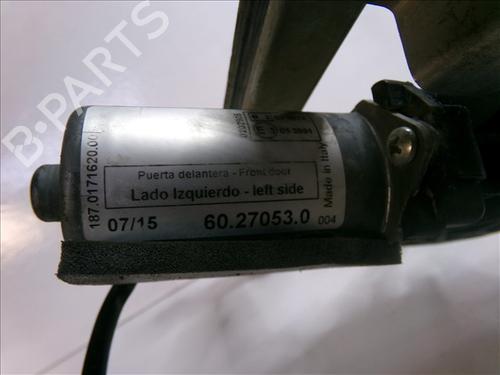 B-PARTS
187.0171620.00
Puerta delantera - Front door
Lado Izquierdo - left side
07/15 60.27053.0 004
Made in Italy